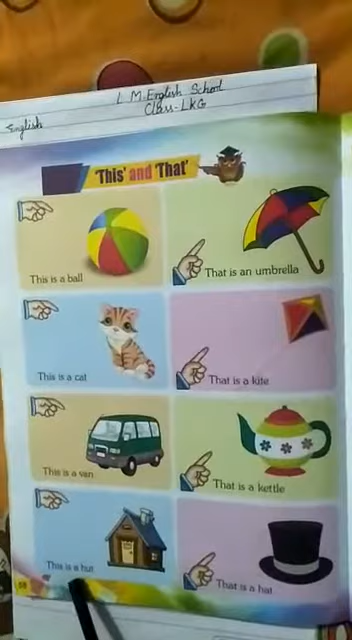 L M. English School
Class-LKG
English
'This' and 'That'
This is a ball
That is an umbrella
This is a cat
That is a kite
This is a van
That is a kettle
This is a hut
That is a hat